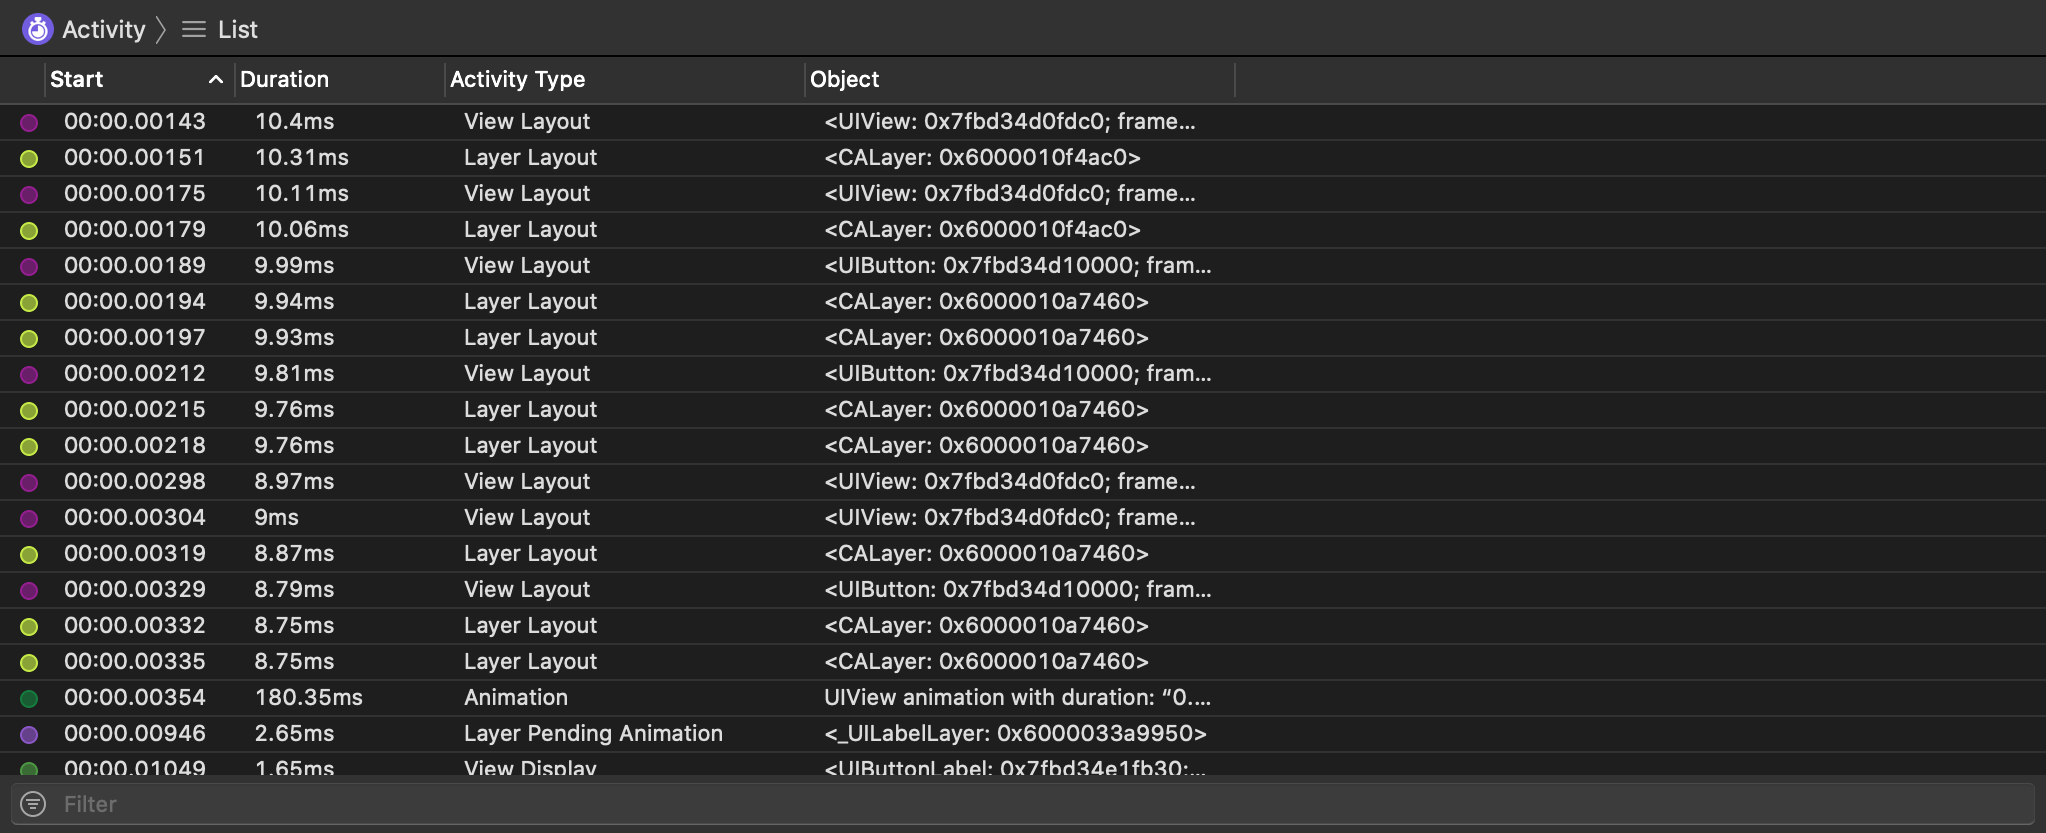 Activity List
Start Duration Activity Type Object
00:00.00143 10.4ms View Layout <UIView: 0x7fbd34d0fdc0; frame...
00:00.00151 10.31ms Layer Layout <CALayer: 0x6000010f4ac0>
00:00.00175 10.11ms View Layout <UIView: 0x7fbd34d0fdc0; frame...
00:00.00179 10.06ms Layer Layout <CALayer: 0x6000010f4ac0>
00:00.00189 9.99ms View Layout <UIButton: 0x7fbd34d10000; fram...
00:00.00194 9.94ms Layer Layout <CALayer: 0x6000010a7460>
00:00.00197 9.93ms Layer Layout <CALayer: 0x6000010a7460>
00:00.00212 9.81ms View Layout <UIButton: 0x7fbd34d10000; fram...
00:00.00215 9.76ms Layer Layout <CALayer: 0x6000010a7460>
00:00.00218 9.76ms Layer Layout <CALayer: 0x6000010a7460>
00:00.00298 8.97ms View Layout <UIView: 0x7fbd34d0fdc0; frame...
00:00.00304 9ms View Layout <UIView: 0x7fbd34d0fdc0; frame...
00:00.00319 8.87ms Layer Layout <CALayer: 0x6000010a7460>
00:00.00329 8.79ms View Layout <UIButton: 0x7fbd34d10000; fram...
00:00.00332 8.75ms Layer Layout <CALayer: 0x6000010a7460>
00:00.00335 8.75ms Layer Layout <CALayer: 0x6000010a7460>
00:00.00354 180.35ms Animation UIView animation with duration: “0....
00:00.00946 2.65ms Layer Pending Animation <_UILabelLayer: 0x6000033a9950>
00:00.01049 1.65ms View Display <UIButtonLabel: 0x7fbd34e1fb30;...
Filter